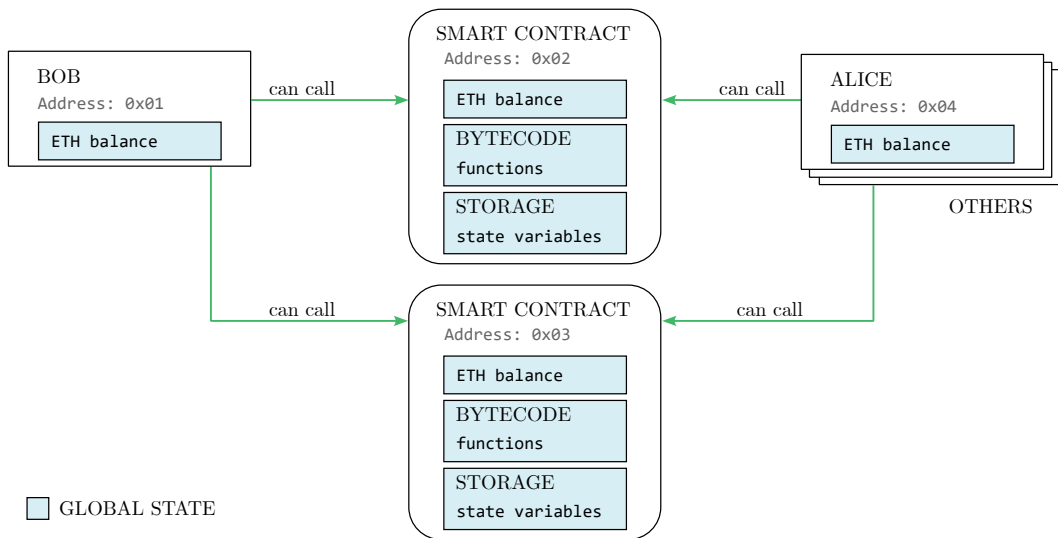 BOB
Address: 0x01
ETH balance
can call
SMART CONTRACT
Address: 0x02
ETH balance
BYTECODE
functions
STORAGE
state variables
can call
ALICE
Address: 0x04
ETH balance
OTHERS
can call
SMART CONTRACT
Address: 0x03
ETH balance
BYTECODE
functions
STORAGE
state variables
can call
GLOBAL STATE